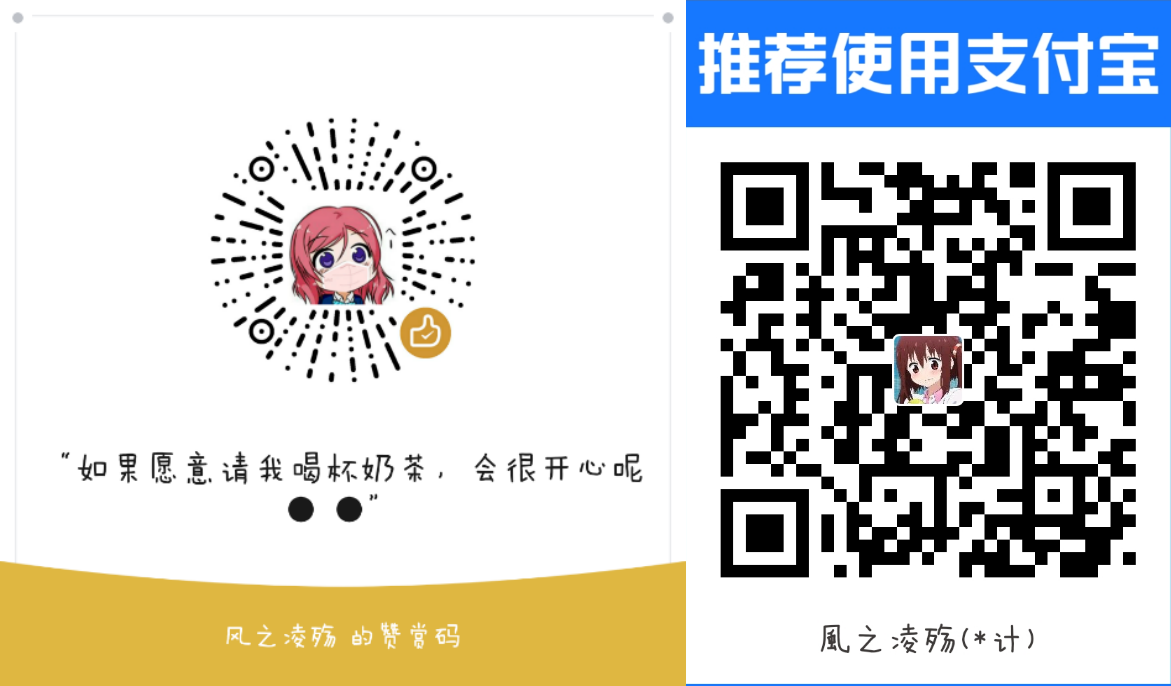 “如果愿意请我喝杯奶茶，会很开心呢
●●”
风之凌殇 的赞赏码
推荐使用支付宝
風之凌殇(*计)